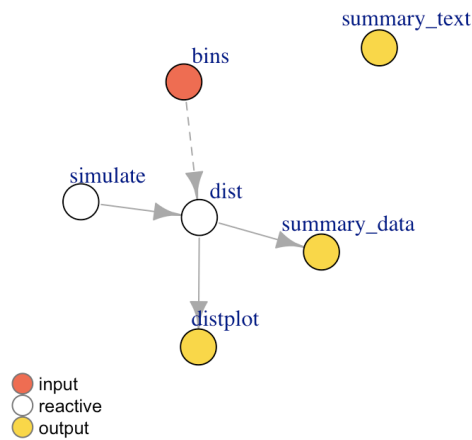 summary_text
bins
simulate
dist
summary_data
distplot
input
reactive
output